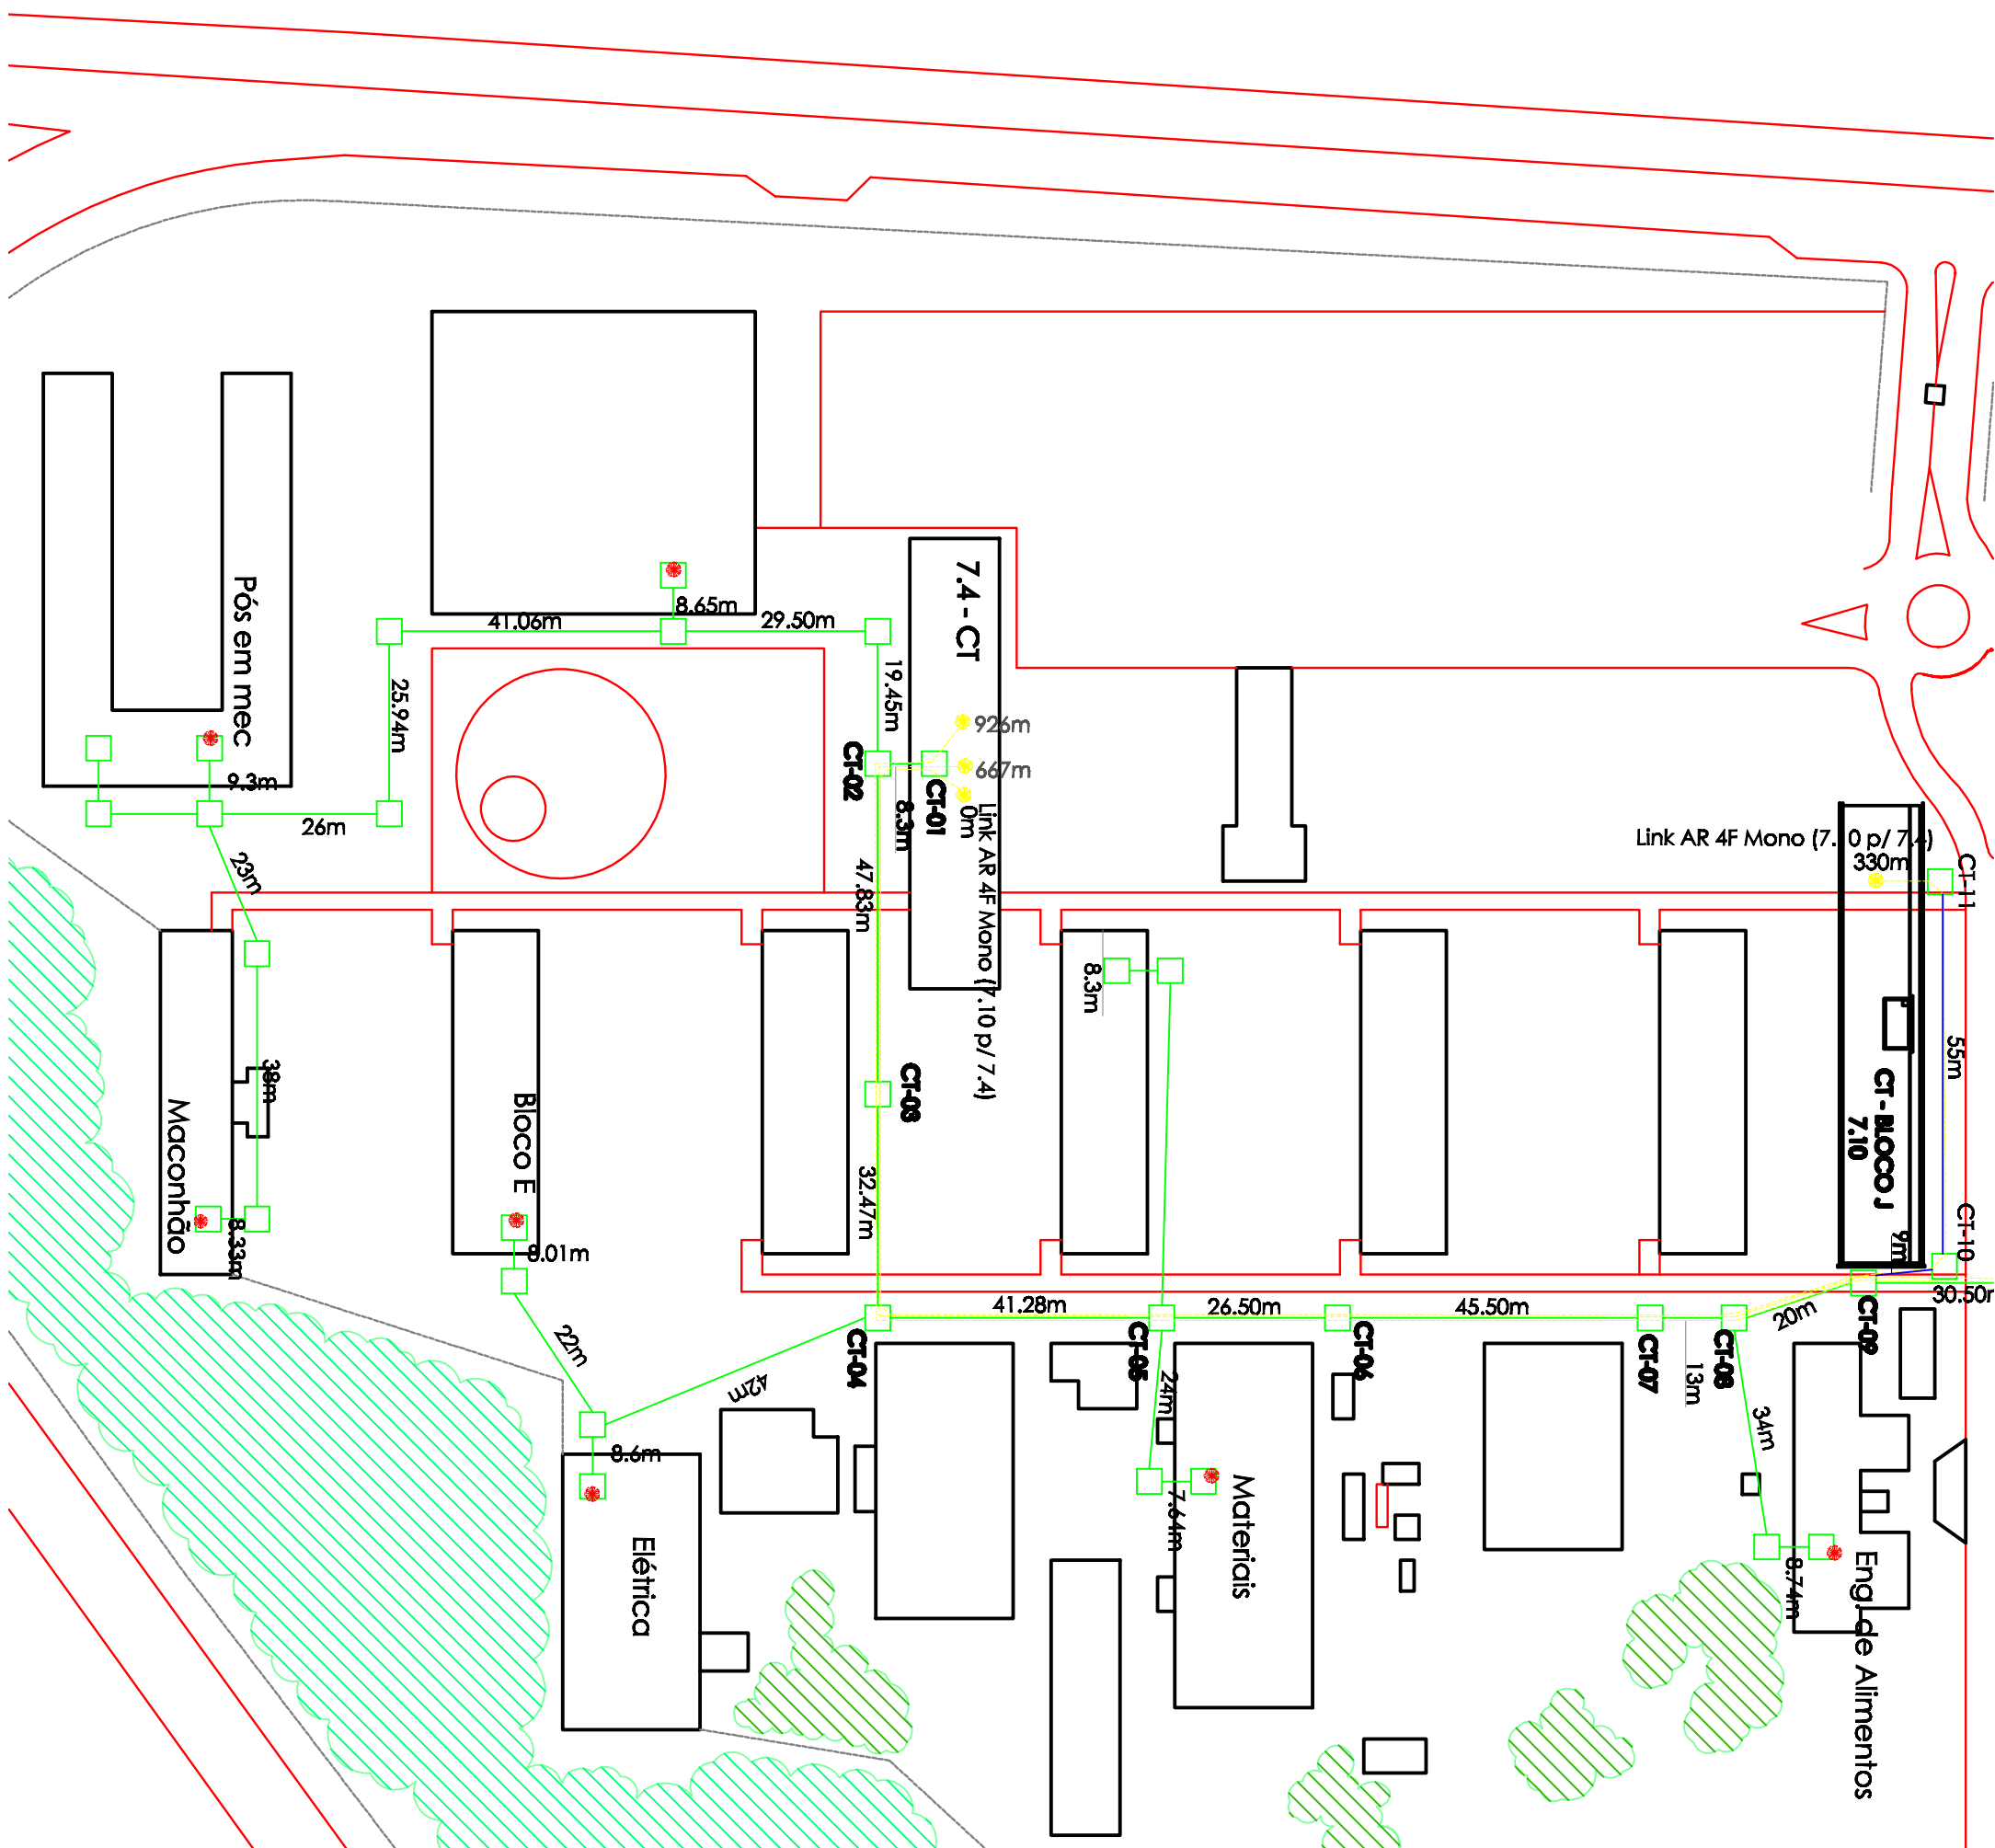 7.4 - CT
Pós em mec
8.65m
41.06m
29.50m
19.45m
25.94m
926m
667m
0m
CT-02
CT-01
8.3m
Link AR 4F Mono (7.10 p/ 7.4)
9.3m
26m
23m
47.83m
Link AR 4F Mono (7.10 p/ 7.4)
330m
CT-11
8.3m
55m
CT-03
38m
Maconhão
Bloco E
CT - BLOCO J
7.10
32.47m
8.33m
8.01m
CT-10
9m
30.50m
41.28m
26.50m
45.50m
20m
CT-09
22m
42m
CT-04
CT-05
CT-06
CT-07
CT-08
13m
24m
34m
8.6m
7.64m
Materiais
Elétrica
8.74m
Eng. de Alimentos